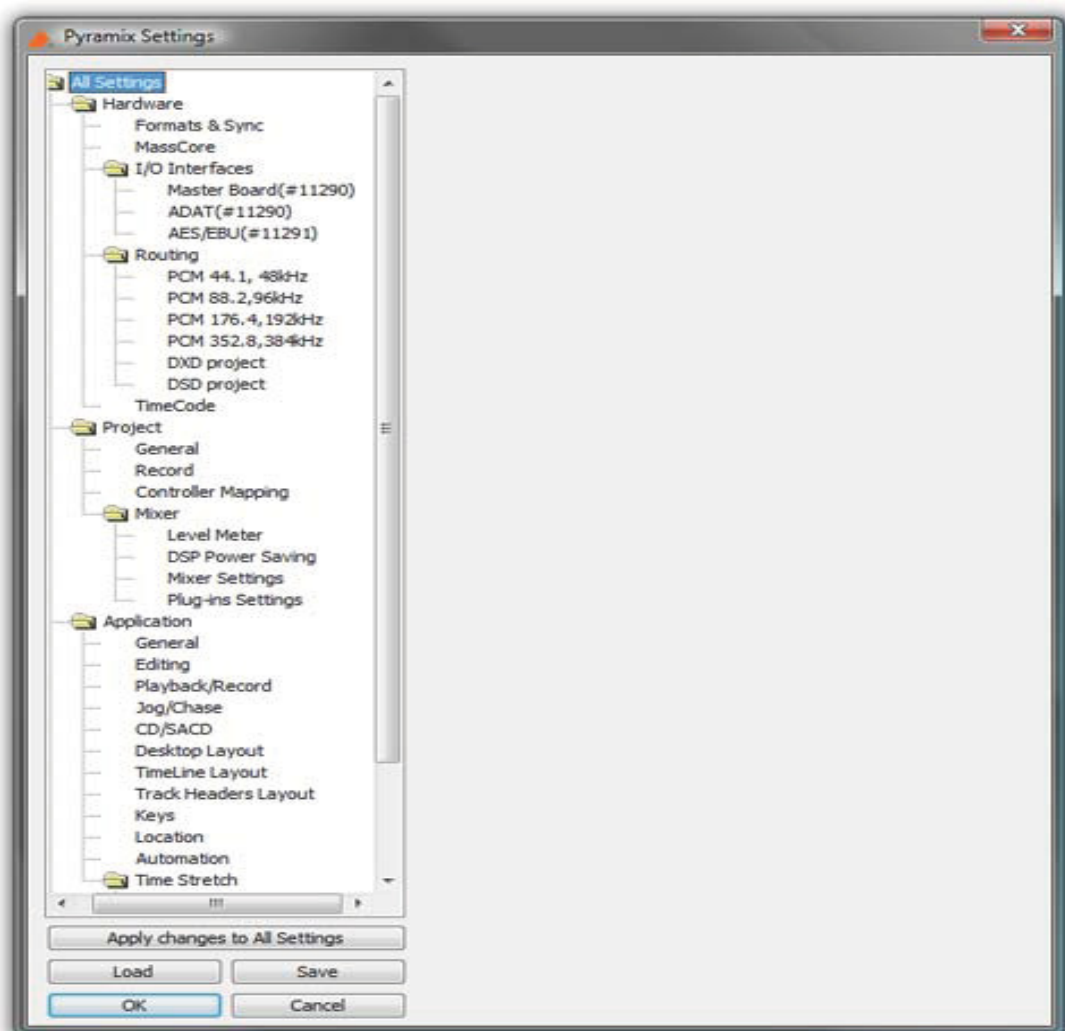 Pyramix Settings
All Settings
Hardware
Formats & Sync
MassCore
I/O Interfaces
Master Board(#11290)
ADAT(#11290)
AES/EBU(#11291)
Routing
PCM 44.1, 48kHz
PCM 88.2,96kHz
PCM 176.4,192kHz
PCM 352.8,384kHz
DXD project
DSD project
TimeCode
Project
General
Record
Controller Mapping
Mixer
Level Meter
DSP Power Saving
Mixer Settings
Plug-ins Settings
Application
General
Editing
Playback/Record
Jog/Chase
CD/SACD
Desktop Layout
TimeLine Layout
Track Headers Layout
Keys
Location
Automation
Time Stretch
Apply changes to All Settings
Load Save
OK Cancel